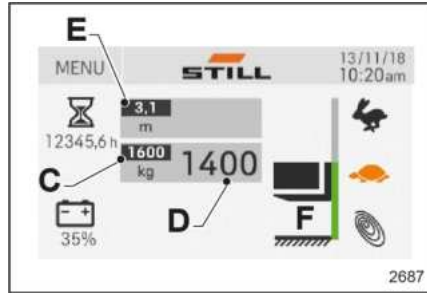 E
MENU
STILL
13/11/18
10:20am
3,1
m
12345,6 h
C
1600
kg
1400
D
F
- +
35%
2687